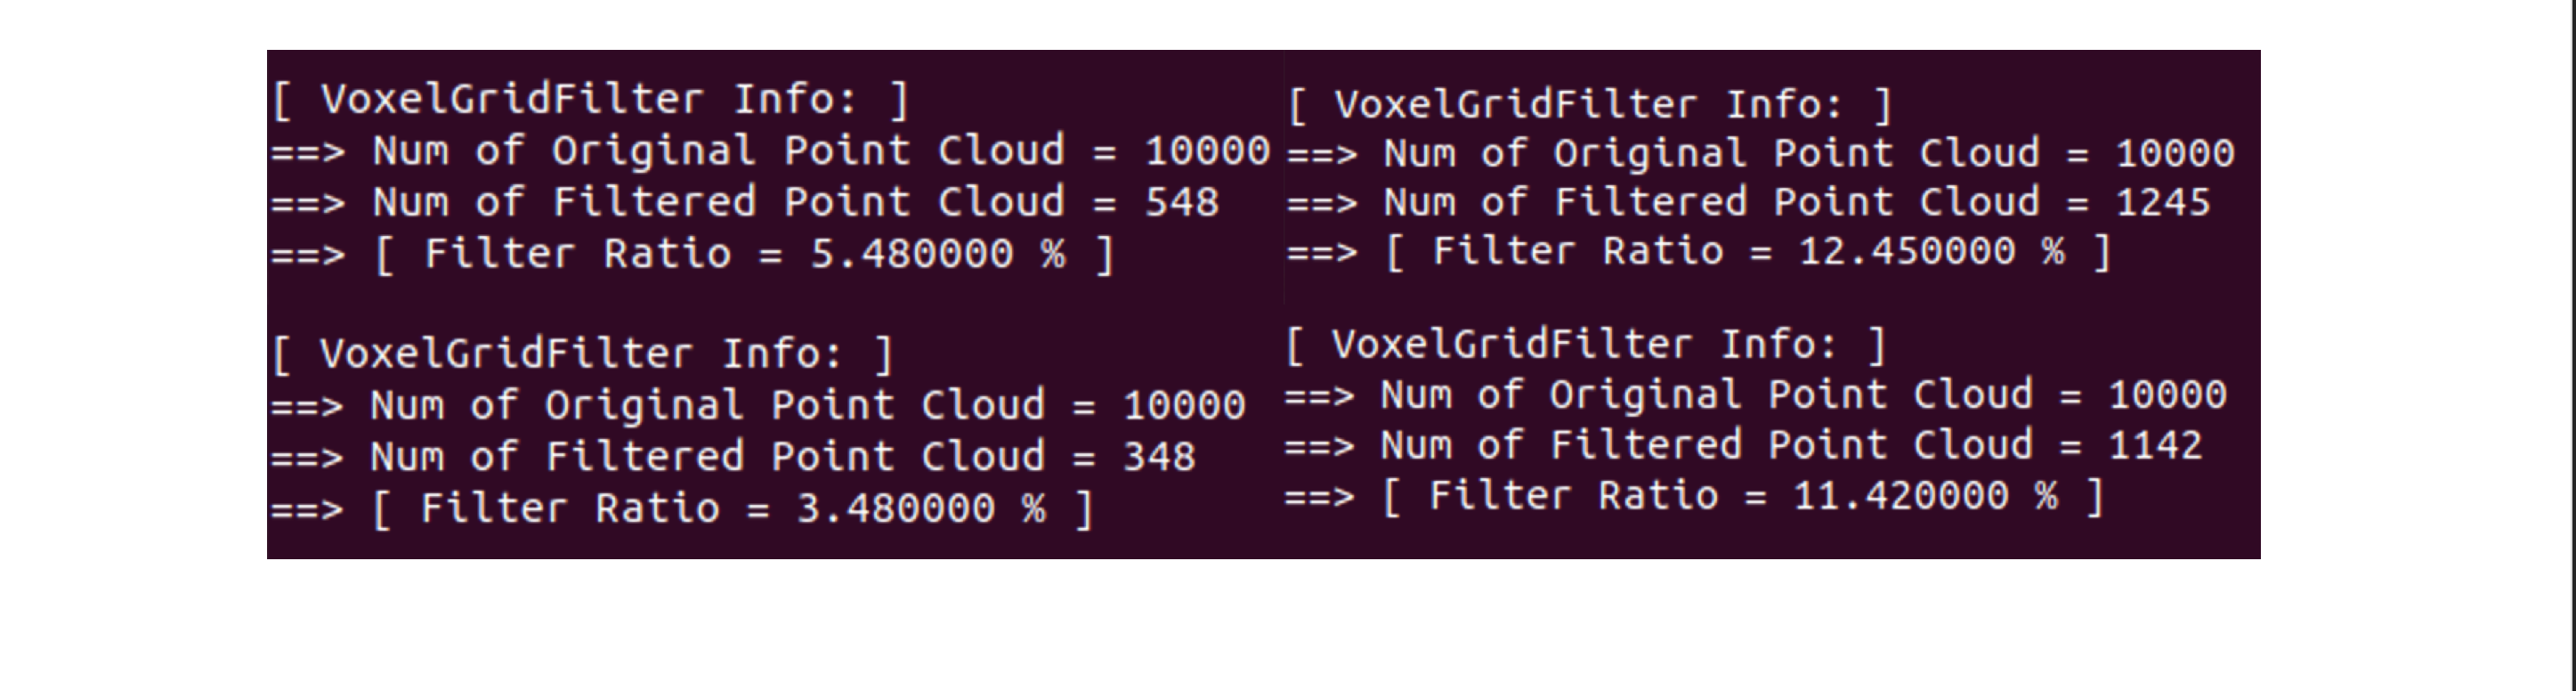 [ VoxelGridFilter Info: ]
==> Num of Original Point Cloud = 10000
==> Num of Filtered Point Cloud = 548
==> [ Filter Ratio = 5.480000 % ]
[ VoxelGridFilter Info: ]
==> Num of Original Point Cloud = 10000
==> Num of Filtered Point Cloud = 1245
==> [ Filter Ratio = 12.450000 % ]
[ VoxelGridFilter Info: ]
==> Num of Original Point Cloud = 10000
==> Num of Filtered Point Cloud = 348
==> [ Filter Ratio = 3.480000 % ]
[ VoxelGridFilter Info: ]
==> Num of Original Point Cloud = 10000
==> Num of Filtered Point Cloud = 1142
==> [ Filter Ratio = 11.420000 % ]